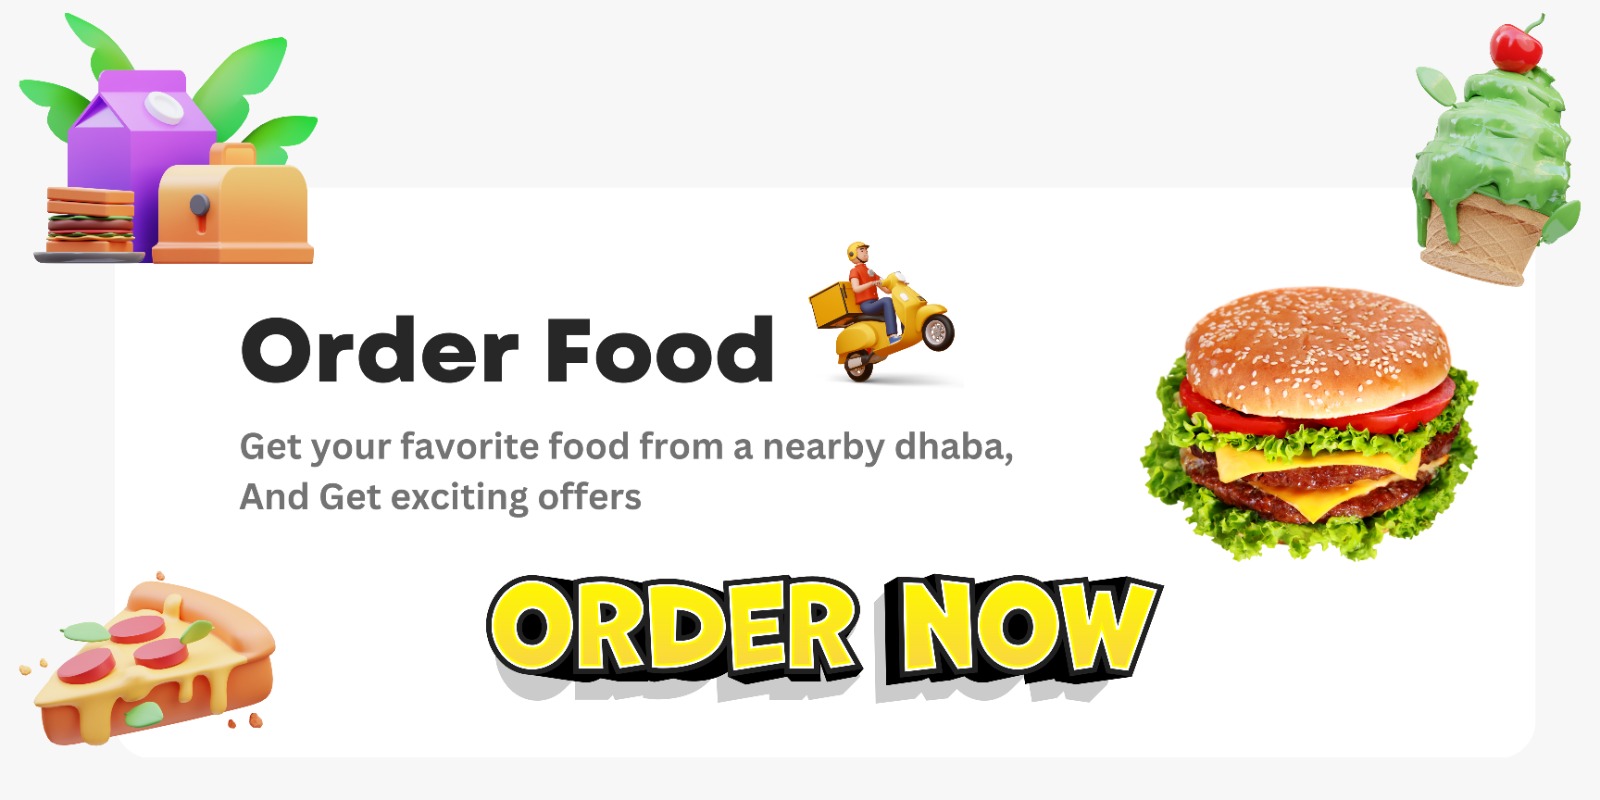 Order Food
Get your favorite food from a nearby dhaba,
And Get exciting offers
ORDER NOW